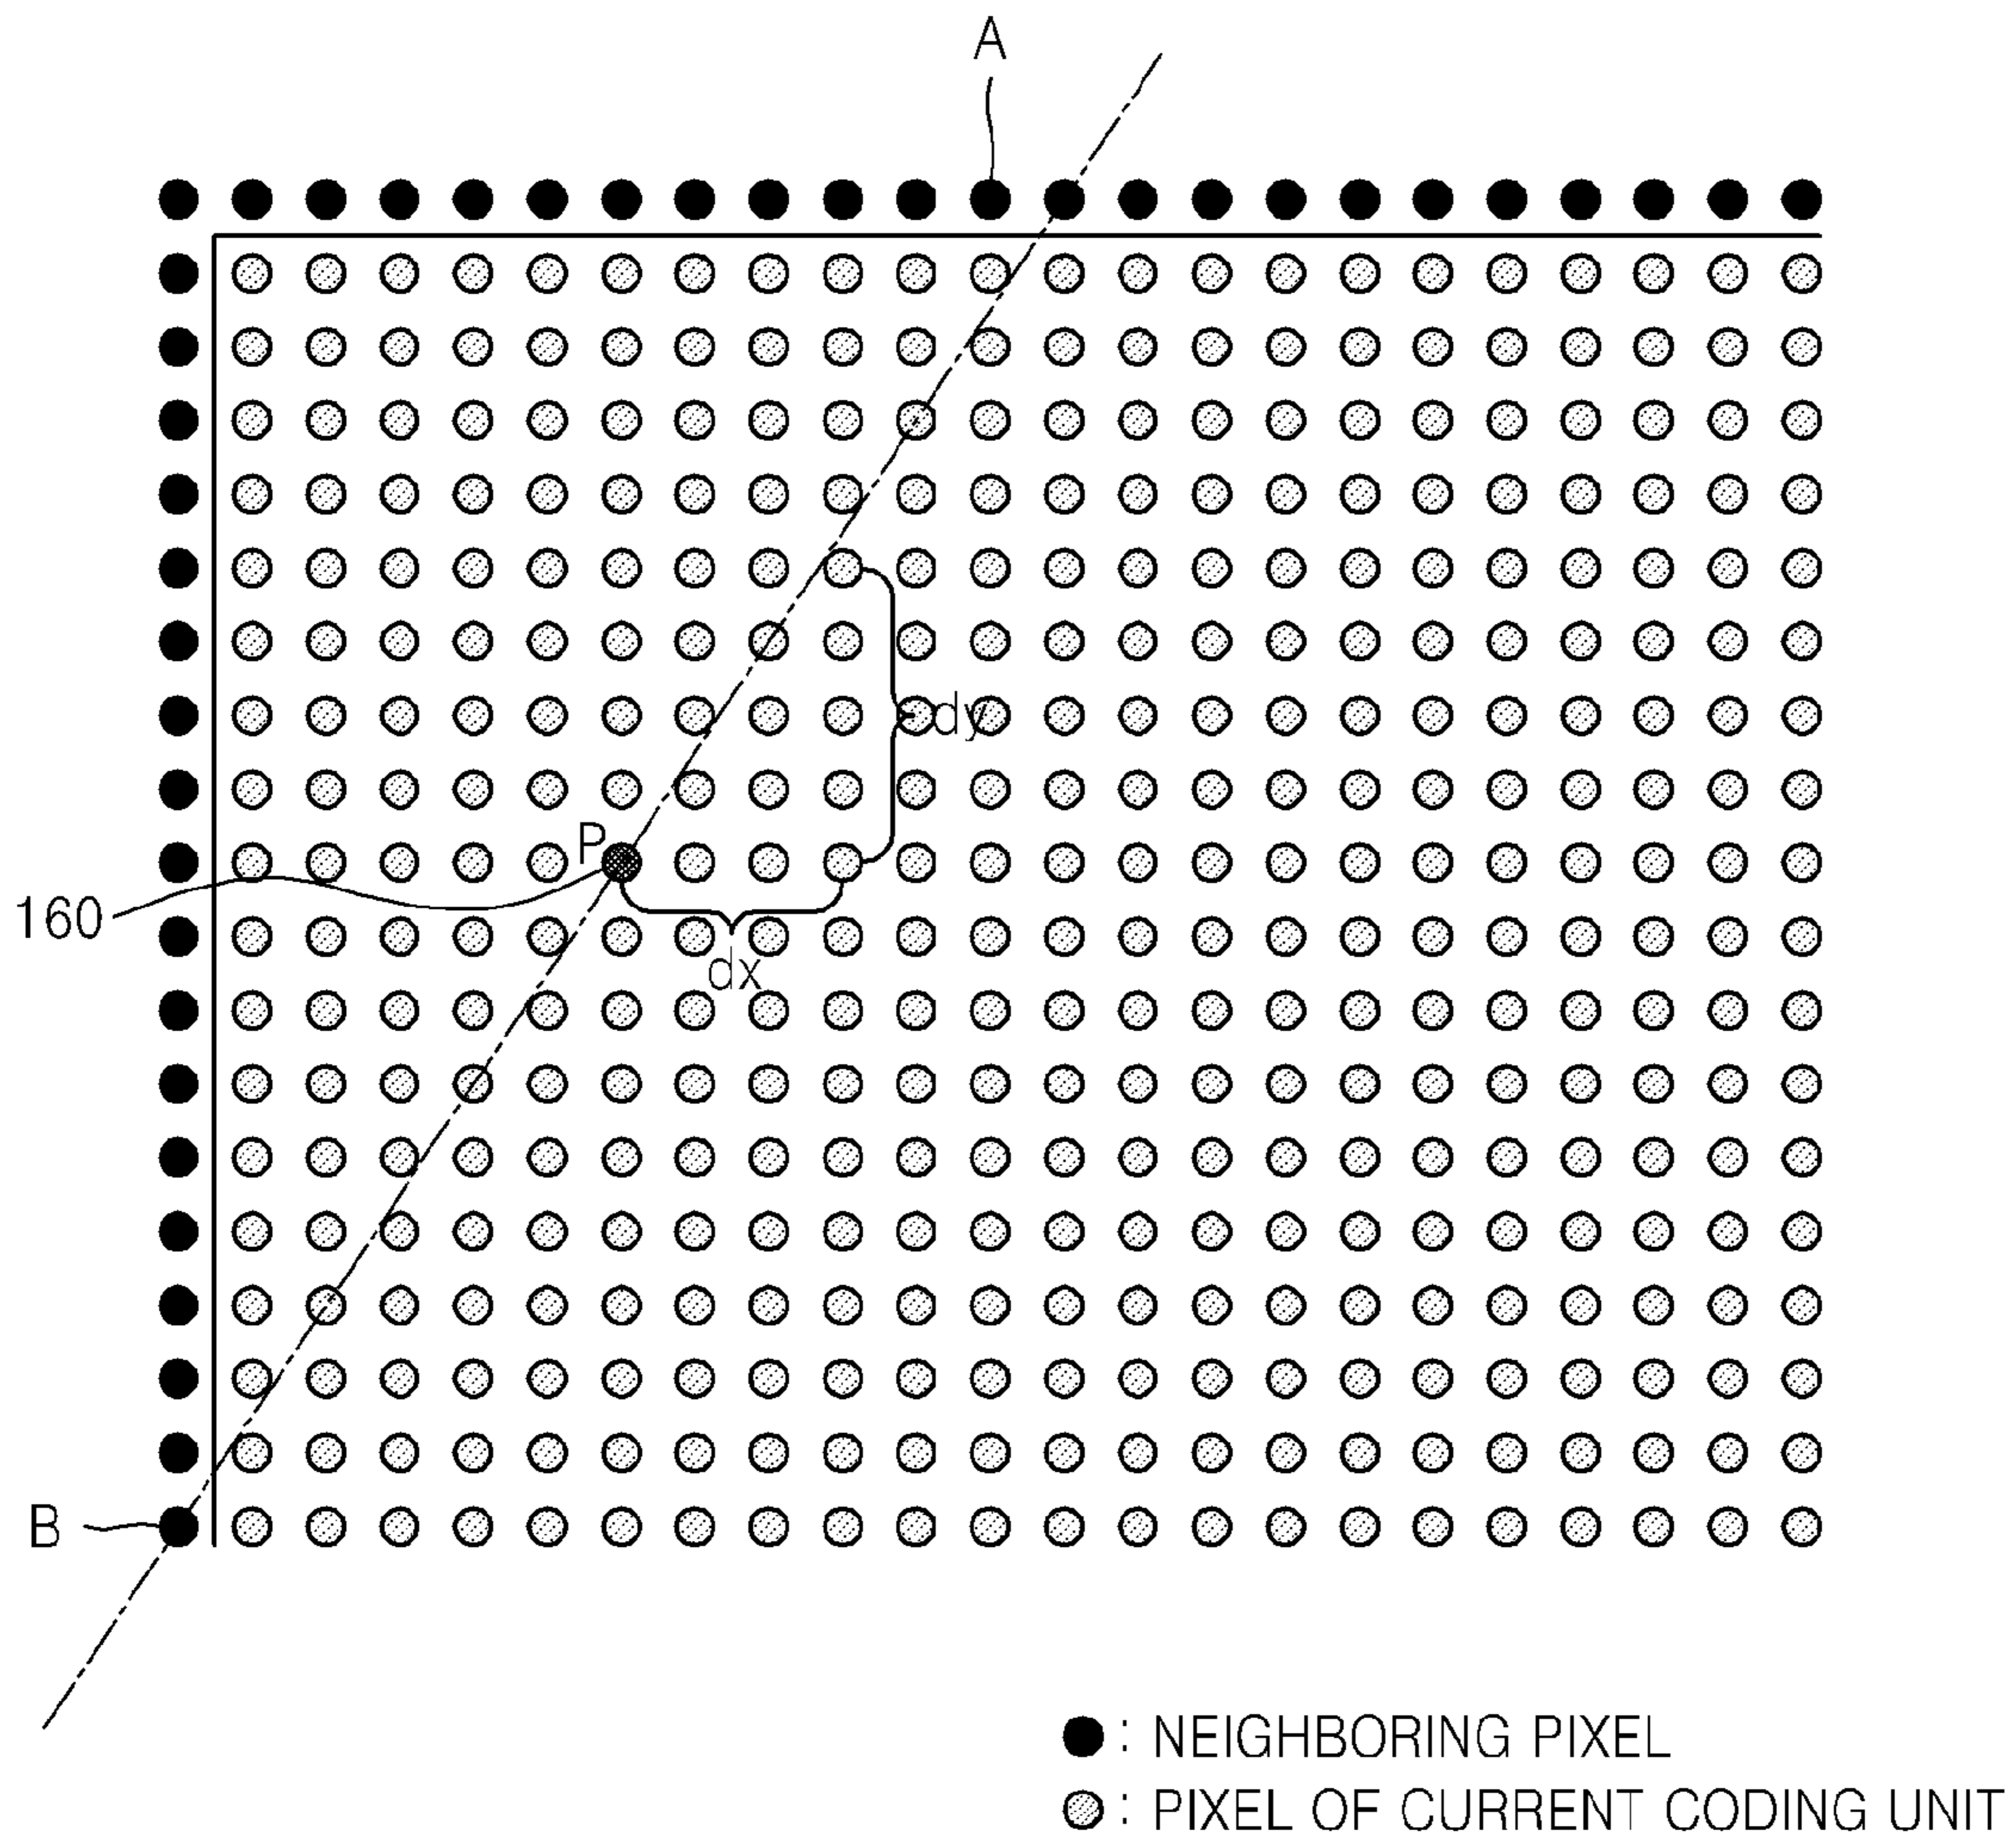 A
dy
P
160
dx
B
: NEIGHBORING PIXEL
: PIXEL OF CURRENT CODING UNIT